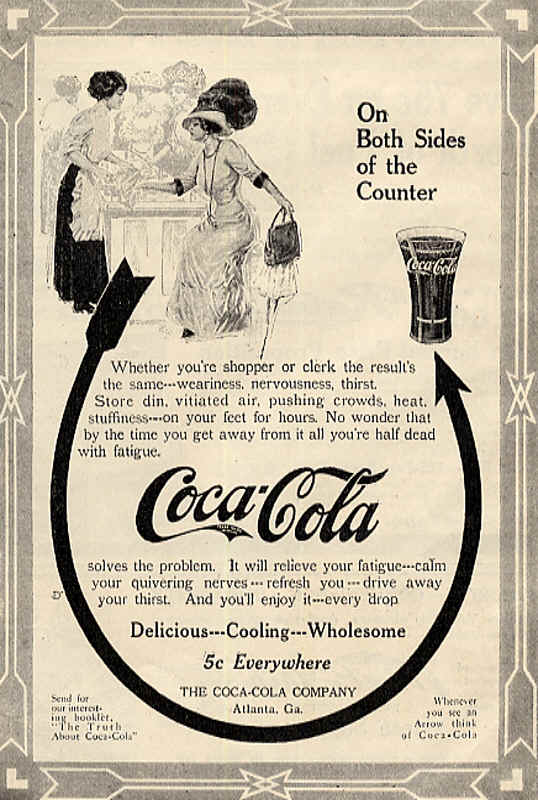 On
Both Sides
of the
Counter
Coca-Cola
Whether you're shopper or clerk the result's
the same---weariness, nervousness, thirst.
Store din, vitiated air, pushing crowds, heat,
stuffiness---on your feet for hours. No wonder that
by the time you get away from it all you're half dead
with fatigue.
Coca-Cola
solves the problem. It will relieve your fatigue---calm
your quivering nerves---refresh you---drive away
your thirst. And you'll enjoy it---every drop
Delicious---Cooling---Wholesome
5c Everywhere
THE COCA-COLA COMPANY
Atlanta, Ga.
Send for
our interest-
ing booklet,
"The Truth
About Coca-Cola"
Whenever
you see an
Arrow think
of Coca-Cola